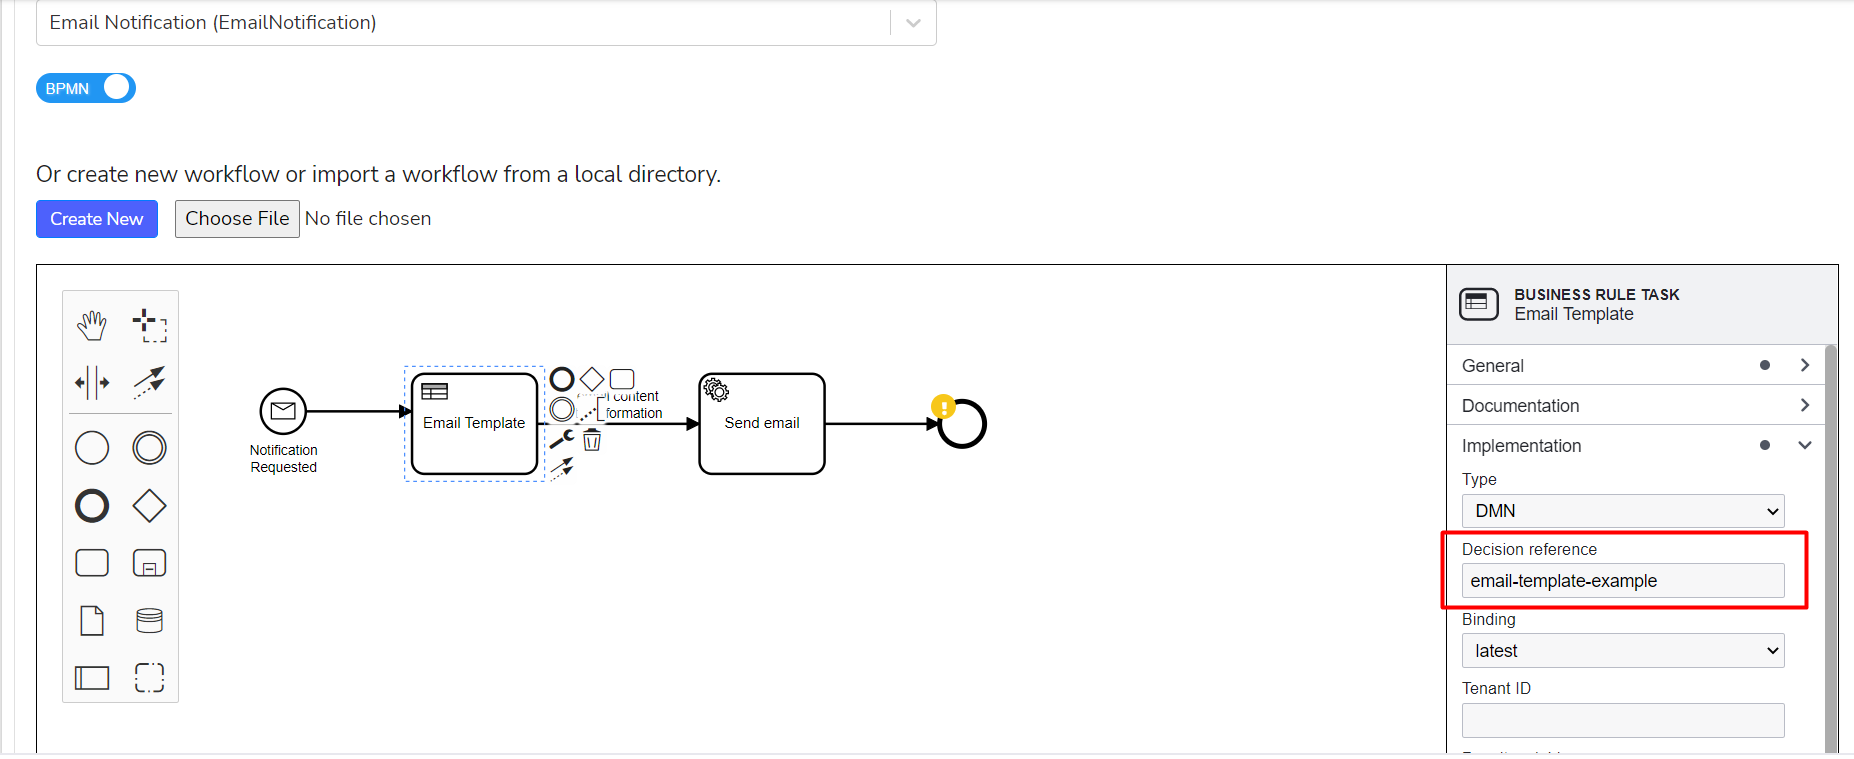 Email Notification (EmailNotification)
BPMN
Or create new workflow or import a workflow from a local directory.
Create New
Choose File No file chosen
BUSINESS RULE TASK
Email Template
General
Documentation
Implementation
Type
DMN
Decision reference
email-template-example
Binding
latest
Tenant ID
Notification
Requested
Email Template
content
formation
Send email